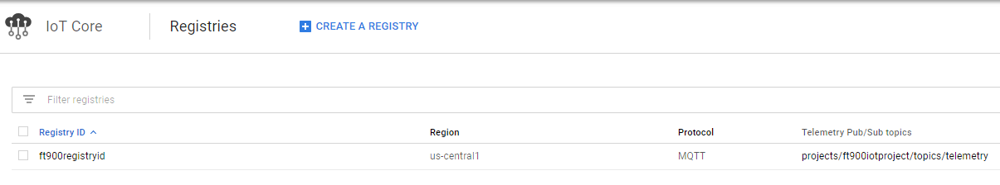 IoT Core Registries CREATE A REGISTRY
Filter registries
Registry ID Region Protocol Telemetry Pub/Sub topics
ft900registryid us-central1 MQTT projects/ft900iotproject/topics/telemetry